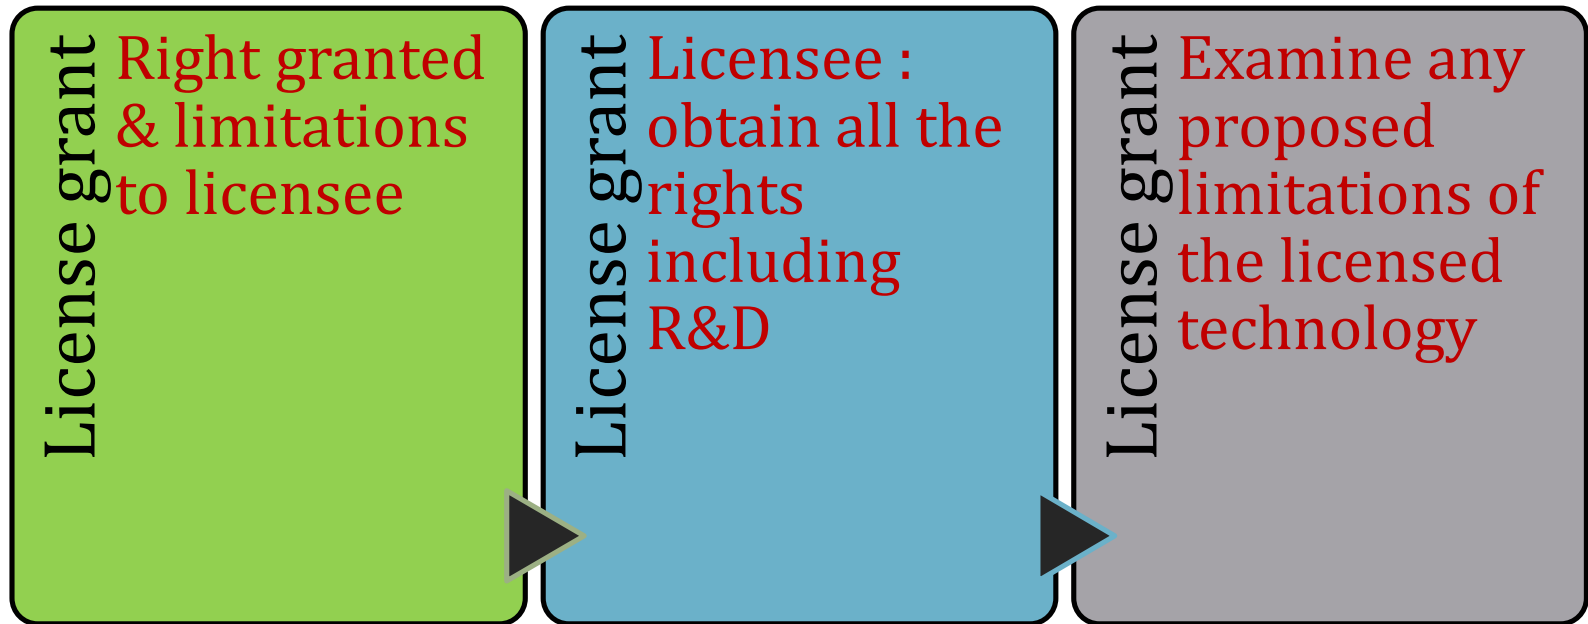 License grant
Right granted
& limitations
to licensee
License grant
Licensee :
obtain all the
rights
including
R&D
License grant
Examine any
proposed
limitations of
the licensed
technology